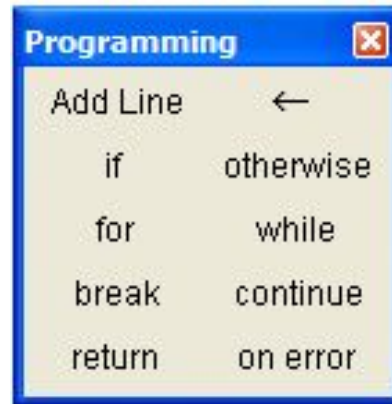 Programming
Add Line ←
if otherwise
for while
break continue
return on error